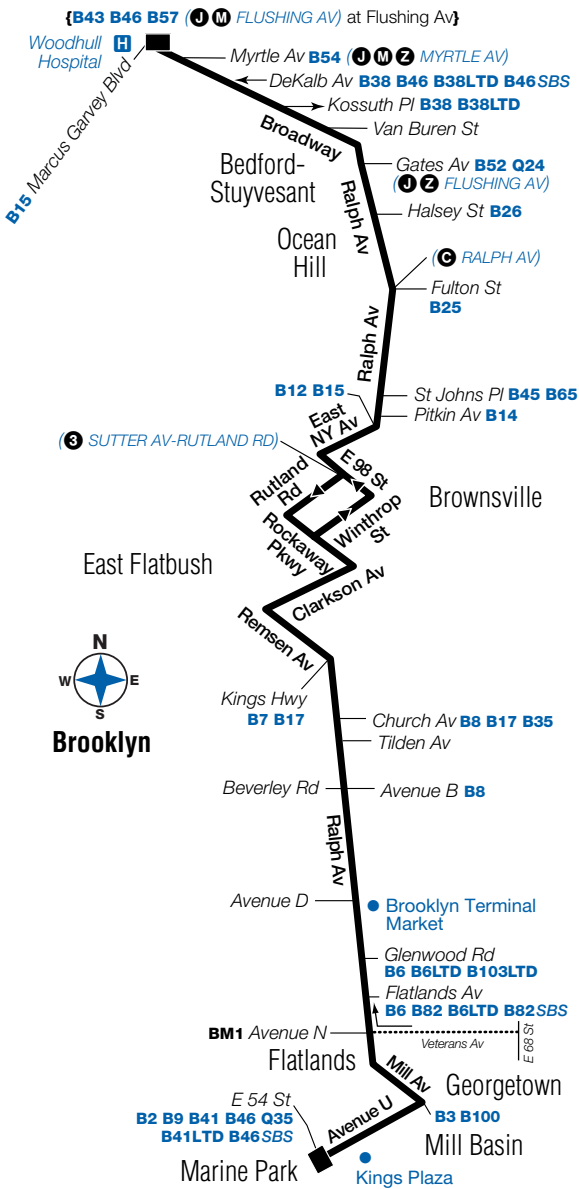 {B43 B46 B57 (J M FLUSHING AV) at Flushing Av}
Woodhull
Hospital
H
Myrtle Av B54 (J M Z MYRTLE AV)
DeKalb Av B38 B46 B38LTD B46SBS
Kossuth Pl B38 B38LTD
Van Buren St
B15 Marcus Garvey Blvd
Broadway
Bedford-
Stuyvesant
Gates Av B52 Q24
(J Z FLUSHING AV)
Ralph Av
Halsey St B26
Ocean
Hill
(C RALPH AV)
Fulton St
B25
Ralph Av
B12 B15
St Johns Pl B45 B65
Pitkin Av B14
East
NY Av
(3 SUTTER AV-RUTLAND RD)
E 98 St
Rutland
Rd
Brownsville
Winthrop
St
Rockaway
Pkwy
East Flatbush
Clarkson Av
Remsen Av
N
W
E
S
Brooklyn
Kings Hwy
B7 B17
Church Av B8 B17 B35
Tilden Av
Beverley Rd
Avenue B B8
Ralph Av
Avenue D
Brooklyn Terminal
Market
Glenwood Rd
B6 B6LTD B103LTD
Flatlands Av
B6 B82 B6LTD B82SBS
BM1 Avenue N
Veterans Av
E 68 St
Flatlands
Mill Av
Georgetown
E 54 St
B2 B9 B41 B46 Q35
B41LTD B46SBS
Avenue U
B3 B100
Mill Basin
Marine Park
Kings Plaza